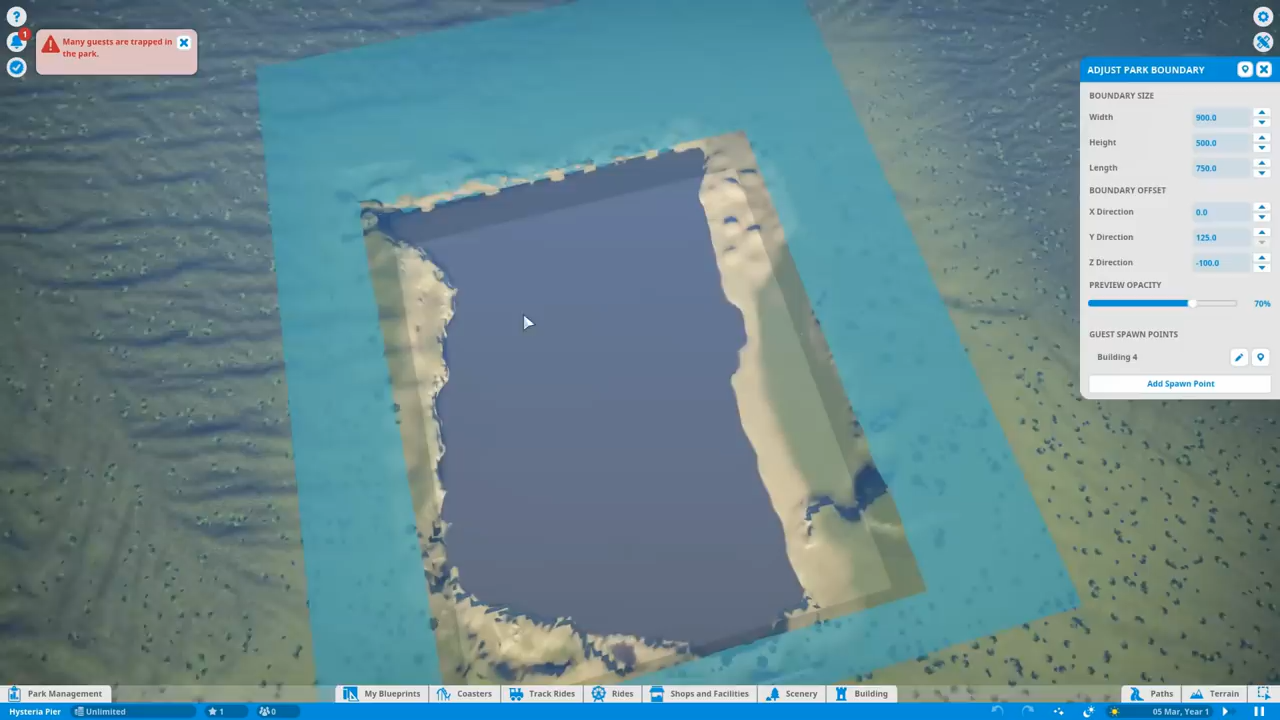 ?
1
Many guests are trapped in
the park.
ADJUST PARK BOUNDARY
BOUNDARY SIZE
Width 900.0
Height 500.0
Length 750.0
BOUNDARY OFFSET
X Direction 0.0
Y Direction 125.0
Z Direction -100.0
PREVIEW OPACITY
70%
GUEST SPAWN POINTS
Building 4
Add Spawn Point
Park Management
My Blueprints
Coasters
Track Rides
Rides
Shops and Facilities
Scenery
Building
Paths
Terrain
Hysteria Pier
Unlimited
1
0
05 Mar, Year 1